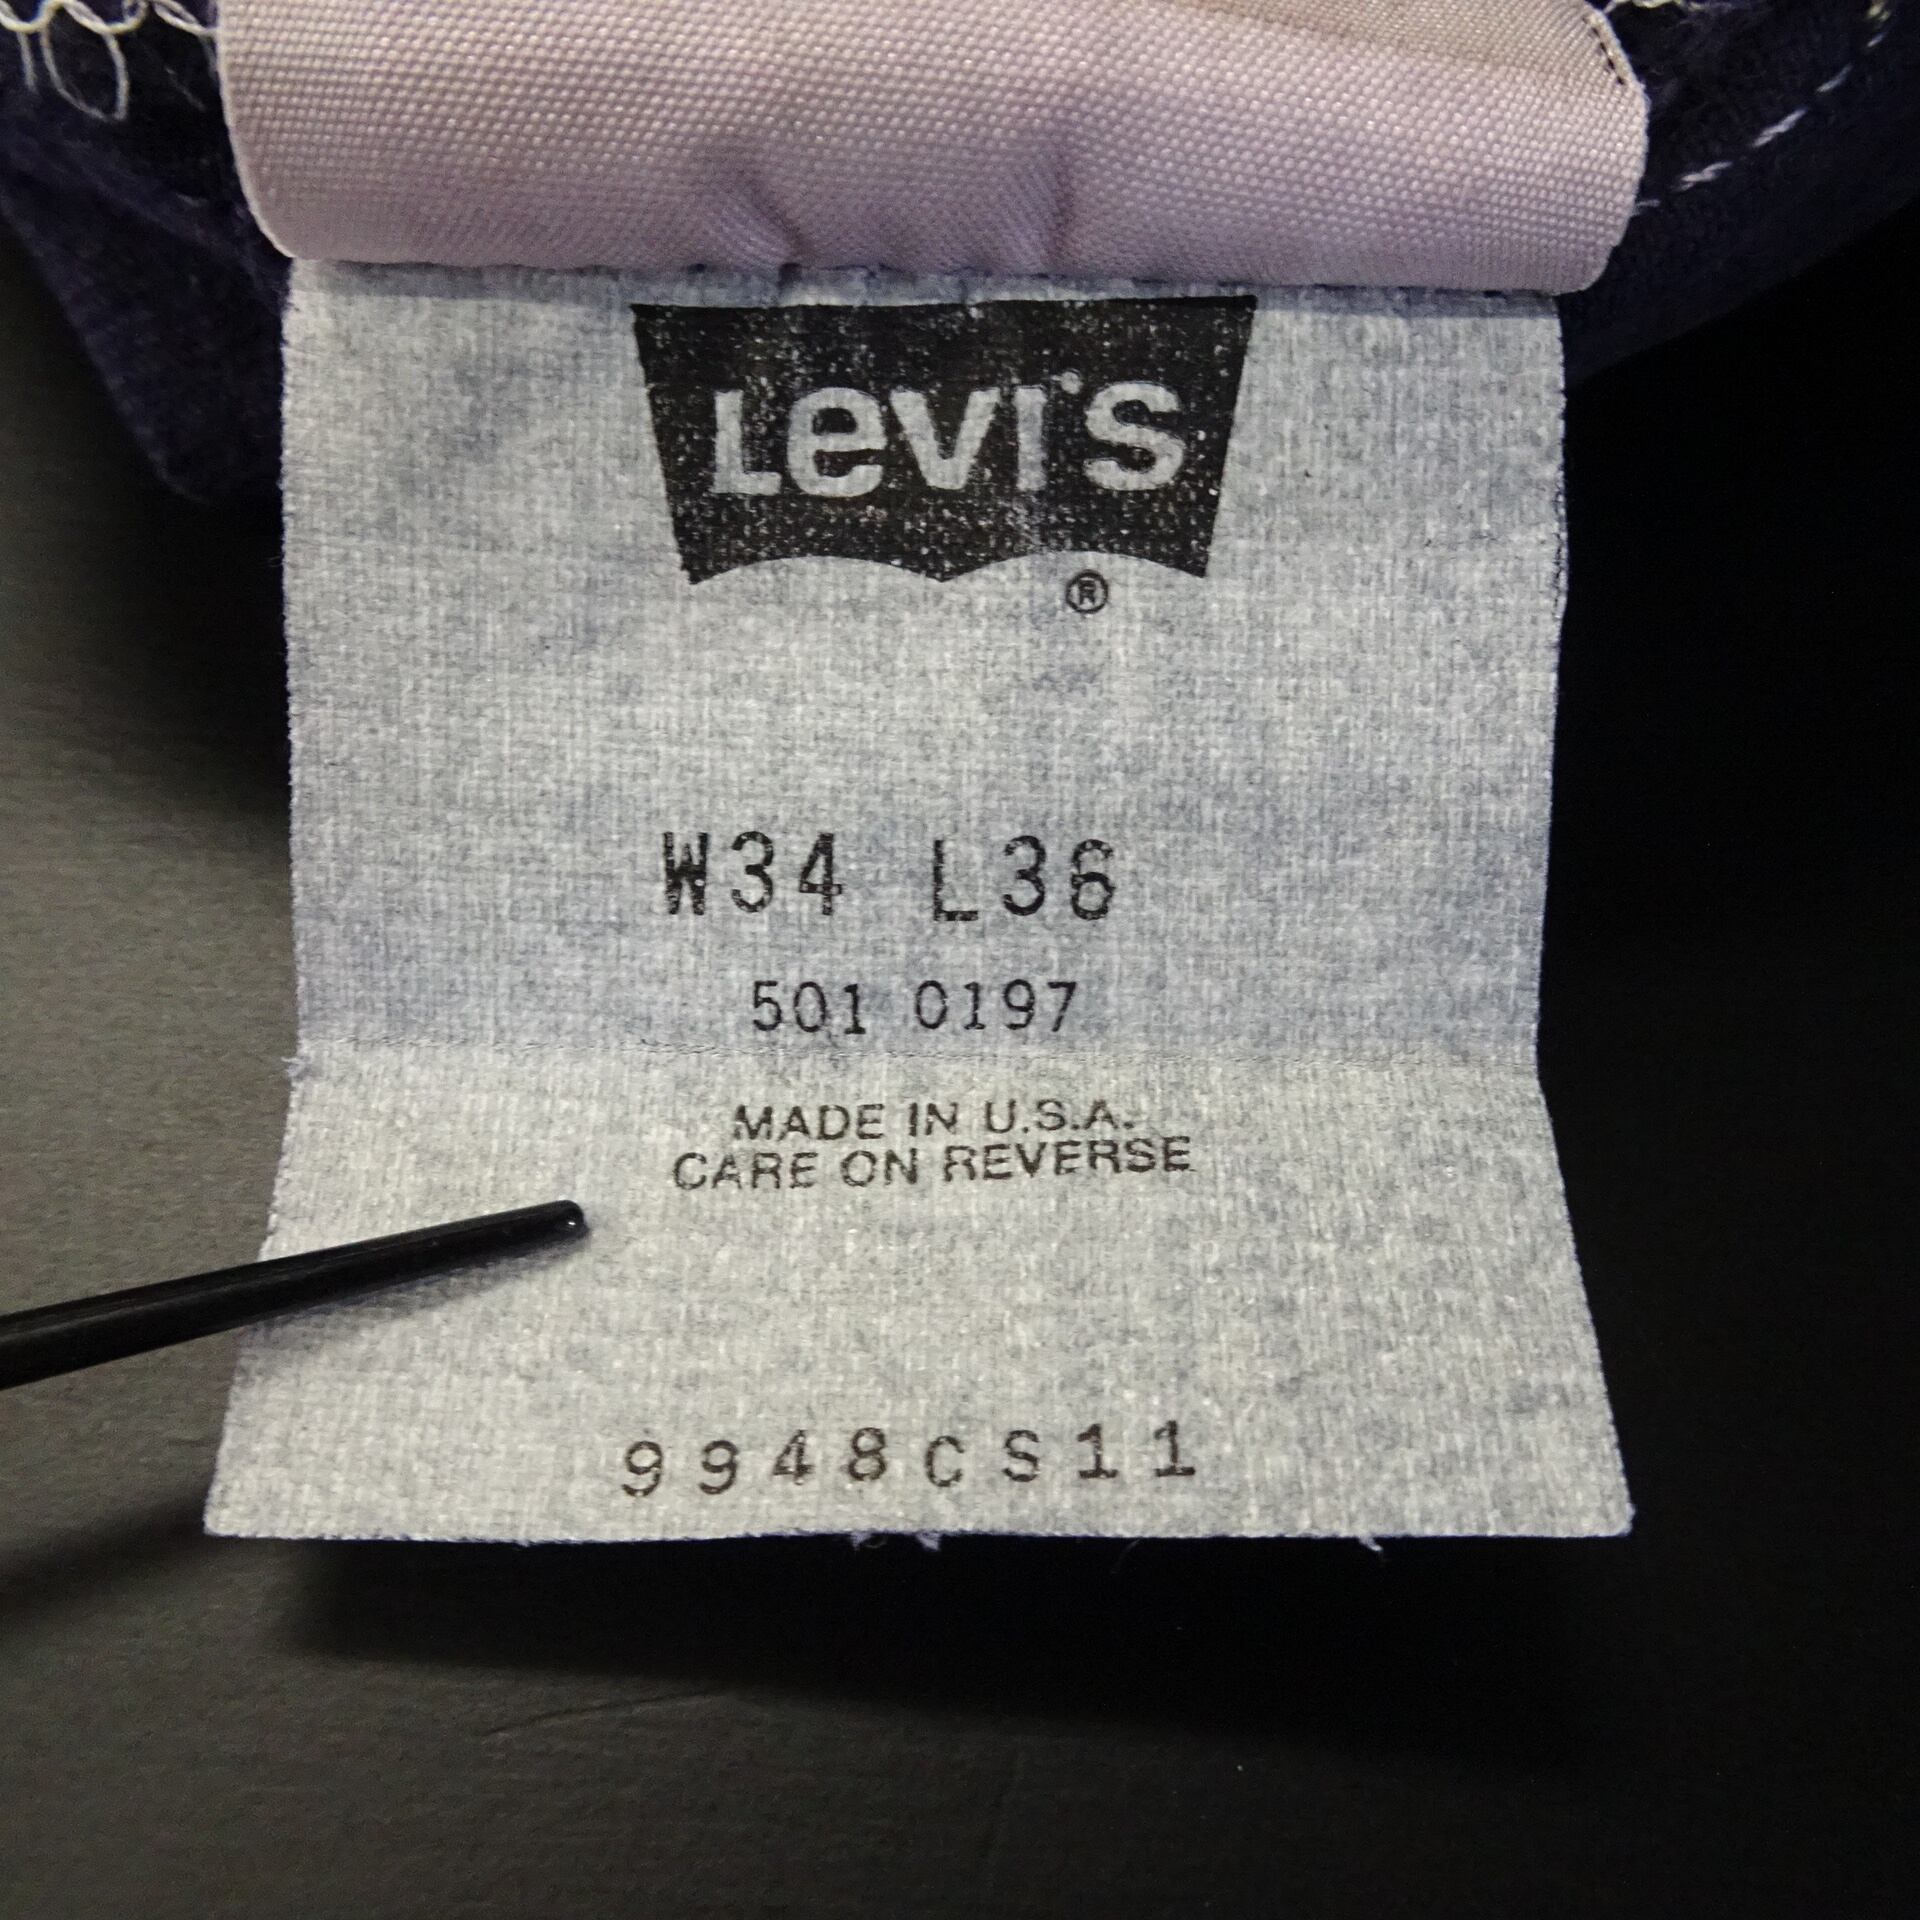 Levi's
®
W34 L36
501 0197
MADE IN U.S.A.
CARE ON REVERSE
9948CS11